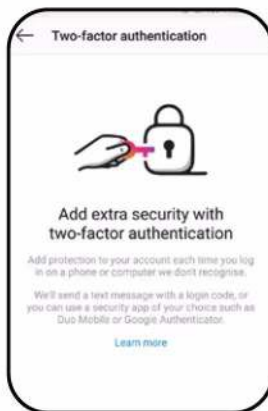 Two-factor authentication
Add extra security with
two-factor authentication
Add protection to your account each time you log
in on a phone or computer we don't recognise.
We'll send a text message with a login code, or
you can use a security app of your choice such as
Duo Mobile or Google Authenticator.
Learn more